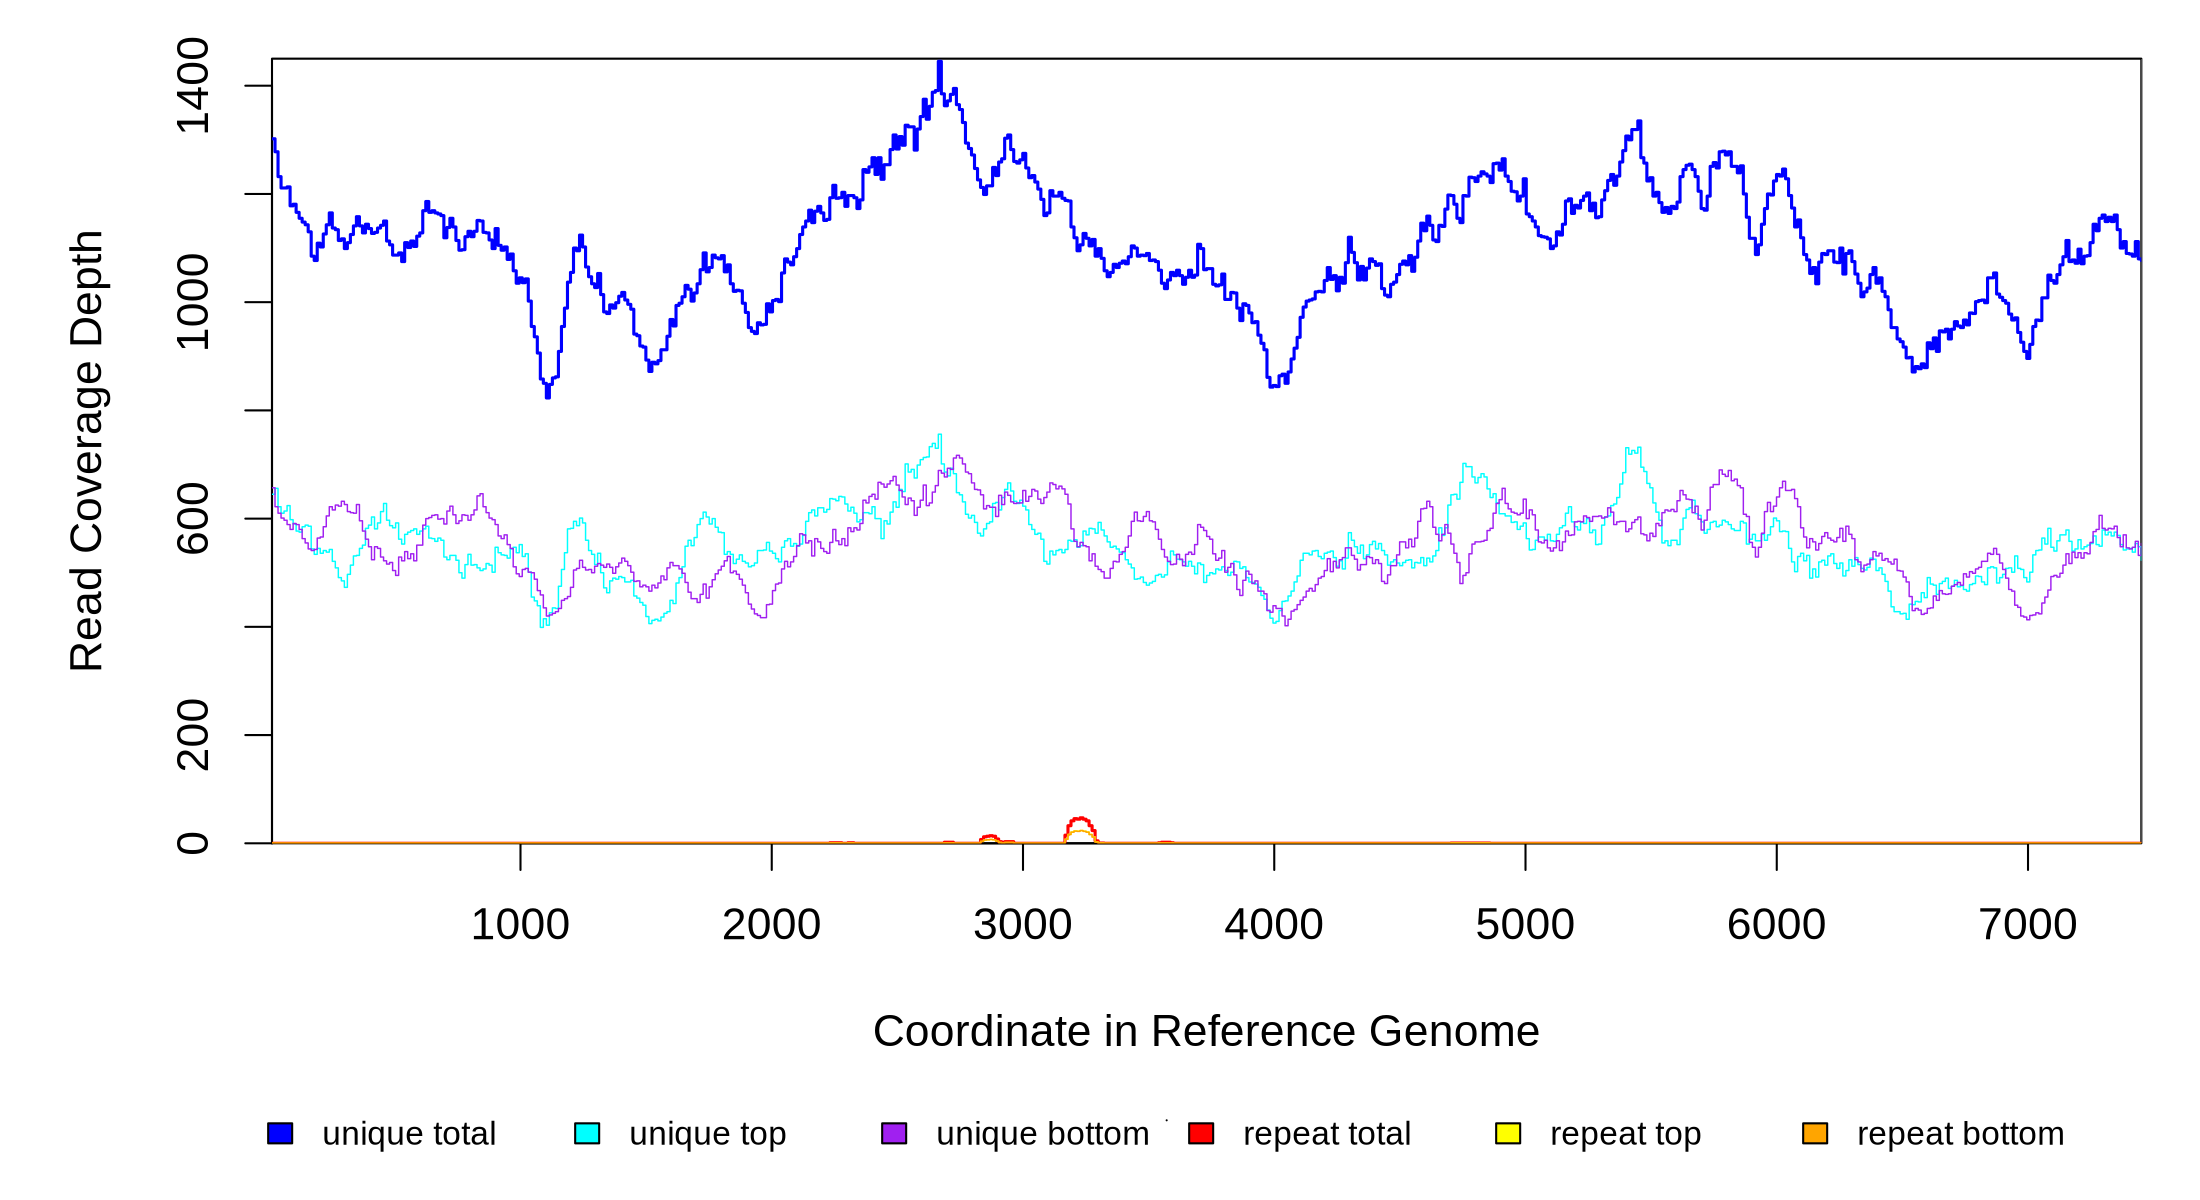 Read Coverage Depth
1400
1000
600
200
0
1000 2000 3000 4000 5000 6000 7000
Coordinate in Reference Genome
unique total unique top unique bottom repeat total repeat top repeat bottom